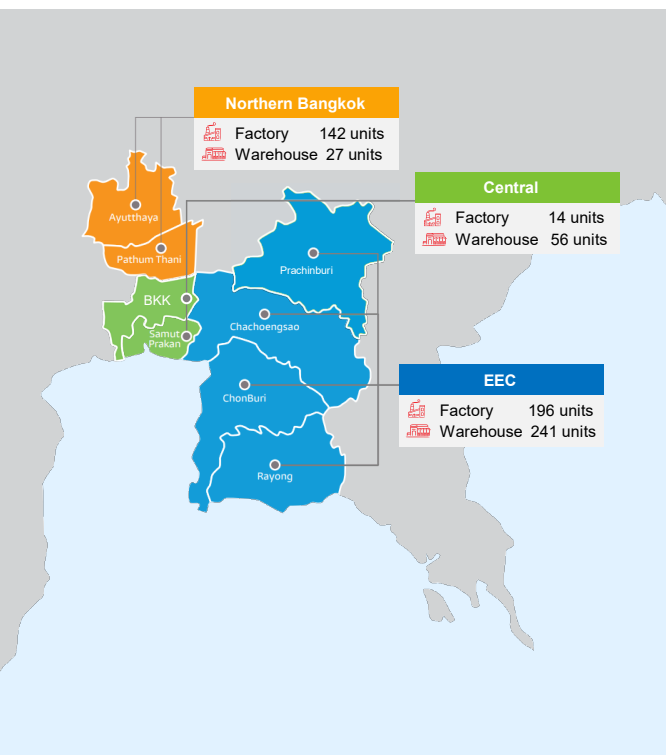 Northern Bangkok
Factory 142 units
Warehouse 27 units
Central
Factory 14 units
Warehouse 56 units
Ayutthaya
Pathum Thani
Prachinburi
BKK
Samut
Prakan
Chachoengsao
EEC
Factory 196 units
Warehouse 241 units
ChonBuri
Rayong